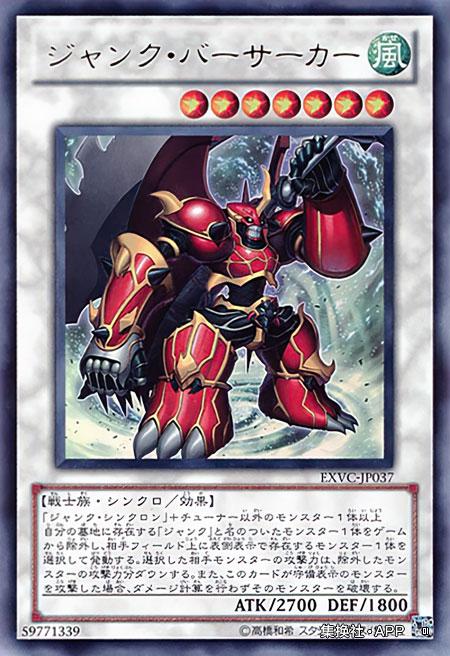 ジャンク・バーサーカー
風
EXVC-JP037
【戦士族・シンクロ／効果】
「ジャンク・シンクロン」＋チューナー以外のモンスター１体以上
自分の墓地に存在する「ジャンク」と名のついたモンスター１体をゲーム
から除外し、相手フィールド上に表側表示で存在するモンスター１体を
選択して発動する。選択した相手モンスターの攻撃力は、除外したモン
スターの攻撃力分ダウンする。また、このカードが守備表示のモンスター
を攻撃した場合、ダメージ計算を行わずそのモンスターを破壊する。
ATK/2700 DEF/1800
59771339
©高橋和希 スタ
集換社・APP